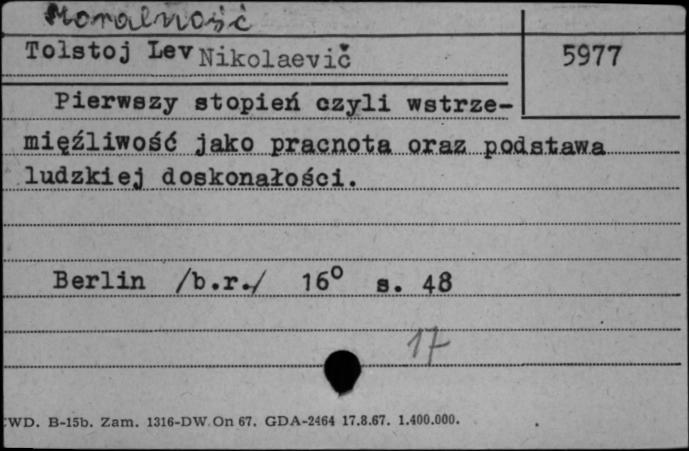 Moralność
Tolstoj Lev Nikolaevič
5977
Pierwszy stopień czyli wstrze-
mięźliwość jako pracnota oraz podstawa
ludzkiej doskonałości.
Berlin /b.r./ 16° s. 48
17
WD. B-15b. Zam. 1316-DW On 67. GDA-2464 17.8.67. 1.400.000.